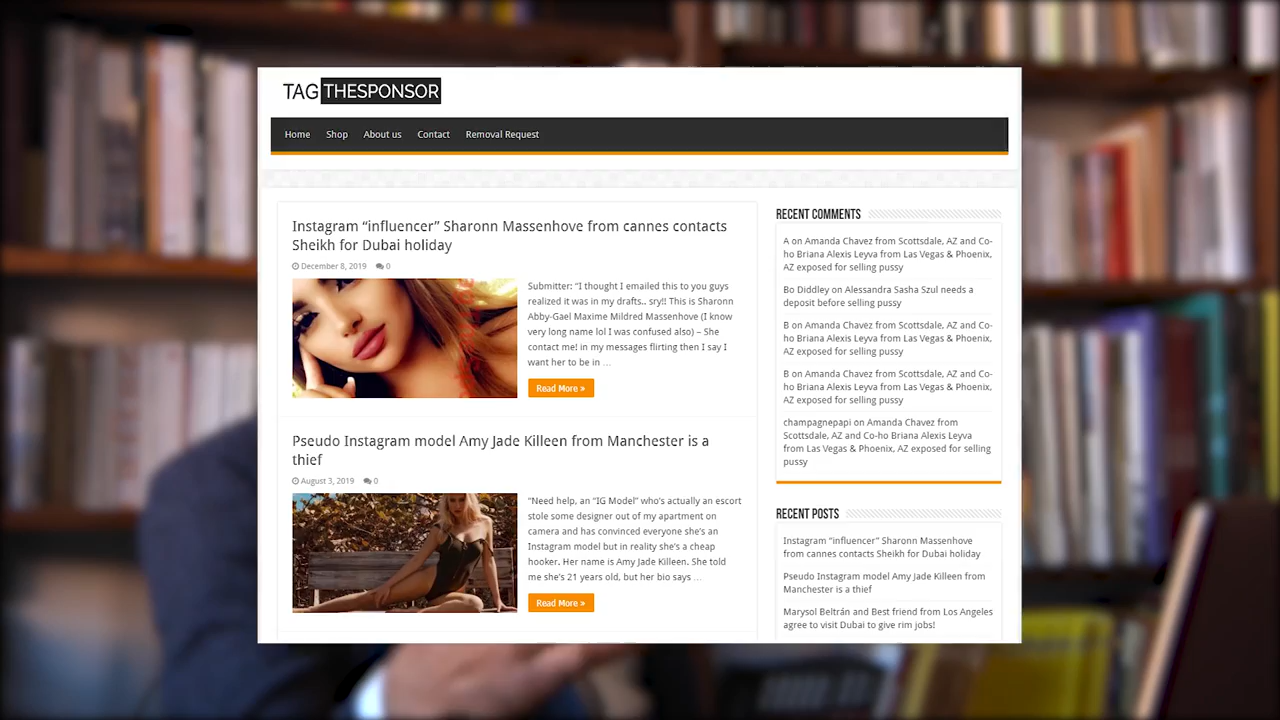 TAG THESPONSOR
Home Shop About us Contact Removal Request
Instagram “influencer” Sharonn Massenhove from cannes contacts
Sheikh for Dubai holiday
December 8, 2019 0
Submitter: “I thought I emailed this to you guys
realized it was in my drafts.. sry!! This is Sharonn
Abby-Gael Maxime Mildred Massenhove (I know
very long name lol I was confused also) – She
contact me! in my messages flirting then I say I
want her to be in …
Read More »
Pseudo Instagram model Amy Jade Killeen from Manchester is a
thief
August 3, 2019 0
“Need help, an “IG Model” who’s actually an escort
stole some designer out of my apartment on
camera and has convinced everyone she’s an
Instagram model but in reality she’s a cheap
hooker. Her name is Amy Jade Killeen. She told
me she’s 21 years old, but her bio says …
Read More »
RECENT COMMENTS
A on Amanda Chavez from Scottsdale, AZ and Co-
ho Briana Alexis Leyva from Las Vegas & Phoenix,
AZ exposed for selling pussy
Bo Diddley on Alessandra Sasha Szul needs a
deposit before selling pussy
B on Amanda Chavez from Scottsdale, AZ and Co-
ho Briana Alexis Leyva from Las Vegas & Phoenix,
AZ exposed for selling pussy
B on Amanda Chavez from Scottsdale, AZ and Co-
ho Briana Alexis Leyva from Las Vegas & Phoenix,
AZ exposed for selling pussy
champagnepapi on Amanda Chavez from
Scottsdale, AZ and Co-ho Briana Alexis Leyva
from Las Vegas & Phoenix, AZ exposed for selling
pussy
RECENT POSTS
Instagram “influencer” Sharonn Massenhove
from cannes contacts Sheikh for Dubai holiday
Pseudo Instagram model Amy Jade Killeen from
Manchester is a thief
Marysol Beltrán and Best friend from Los Angeles
agree to visit Dubai to give rim jobs!